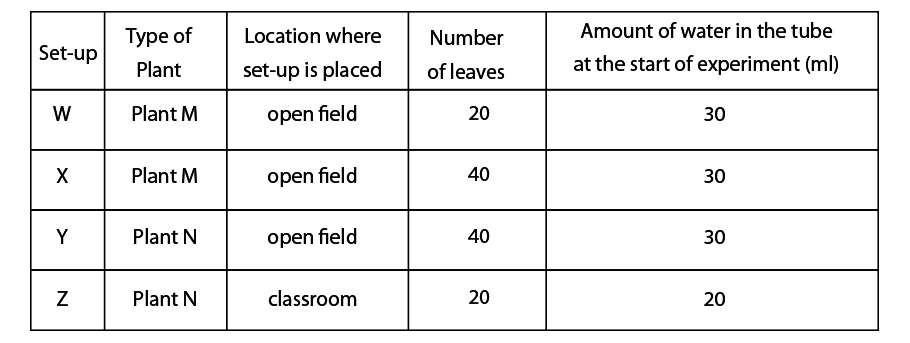 Set-up	Type of Plant	Location where set-up is placed	Number of leaves	Amount of water in the tube at the start of experiment (ml)
W	Plant M	open field	20	30
X	Plant M	open field	40	30
Y	Plant N	open field	40	30
Z	Plant N	classroom	20	20